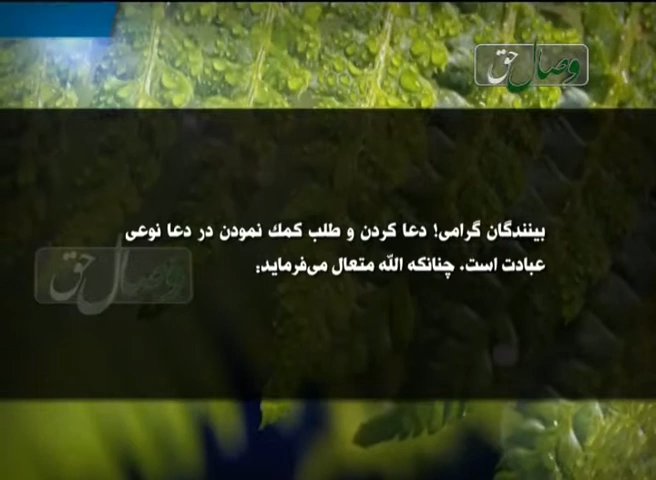 وصال حق
بینندگان گرامی؛ دعا کردن و طلب کمك نمودن در دعا نوعی
عبادت است. چنانکه الله متعال می‌فرماید:
وصال حق